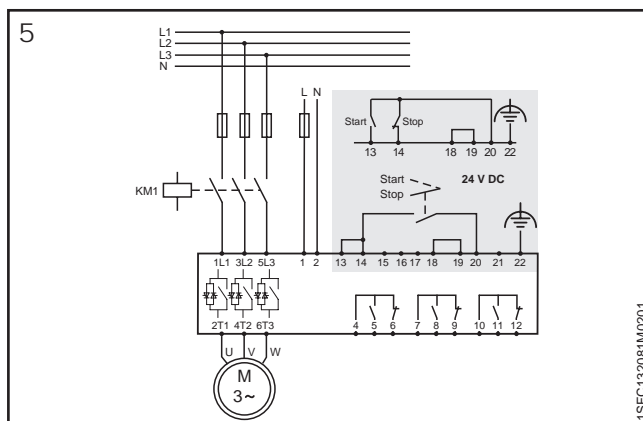 5
L1
L2
L3
N
L N
Start Stop
13 14 18 19 20 22
KM1
Start
Stop
24 V DC
1L1 3L2 5L3 1 2 13 14 15 16 17 18 19 20 21 22
2T1 4T2 6T3 4 5 6 7 8 9 10 11 12
U V W
M
3~
1SFC132081M0201